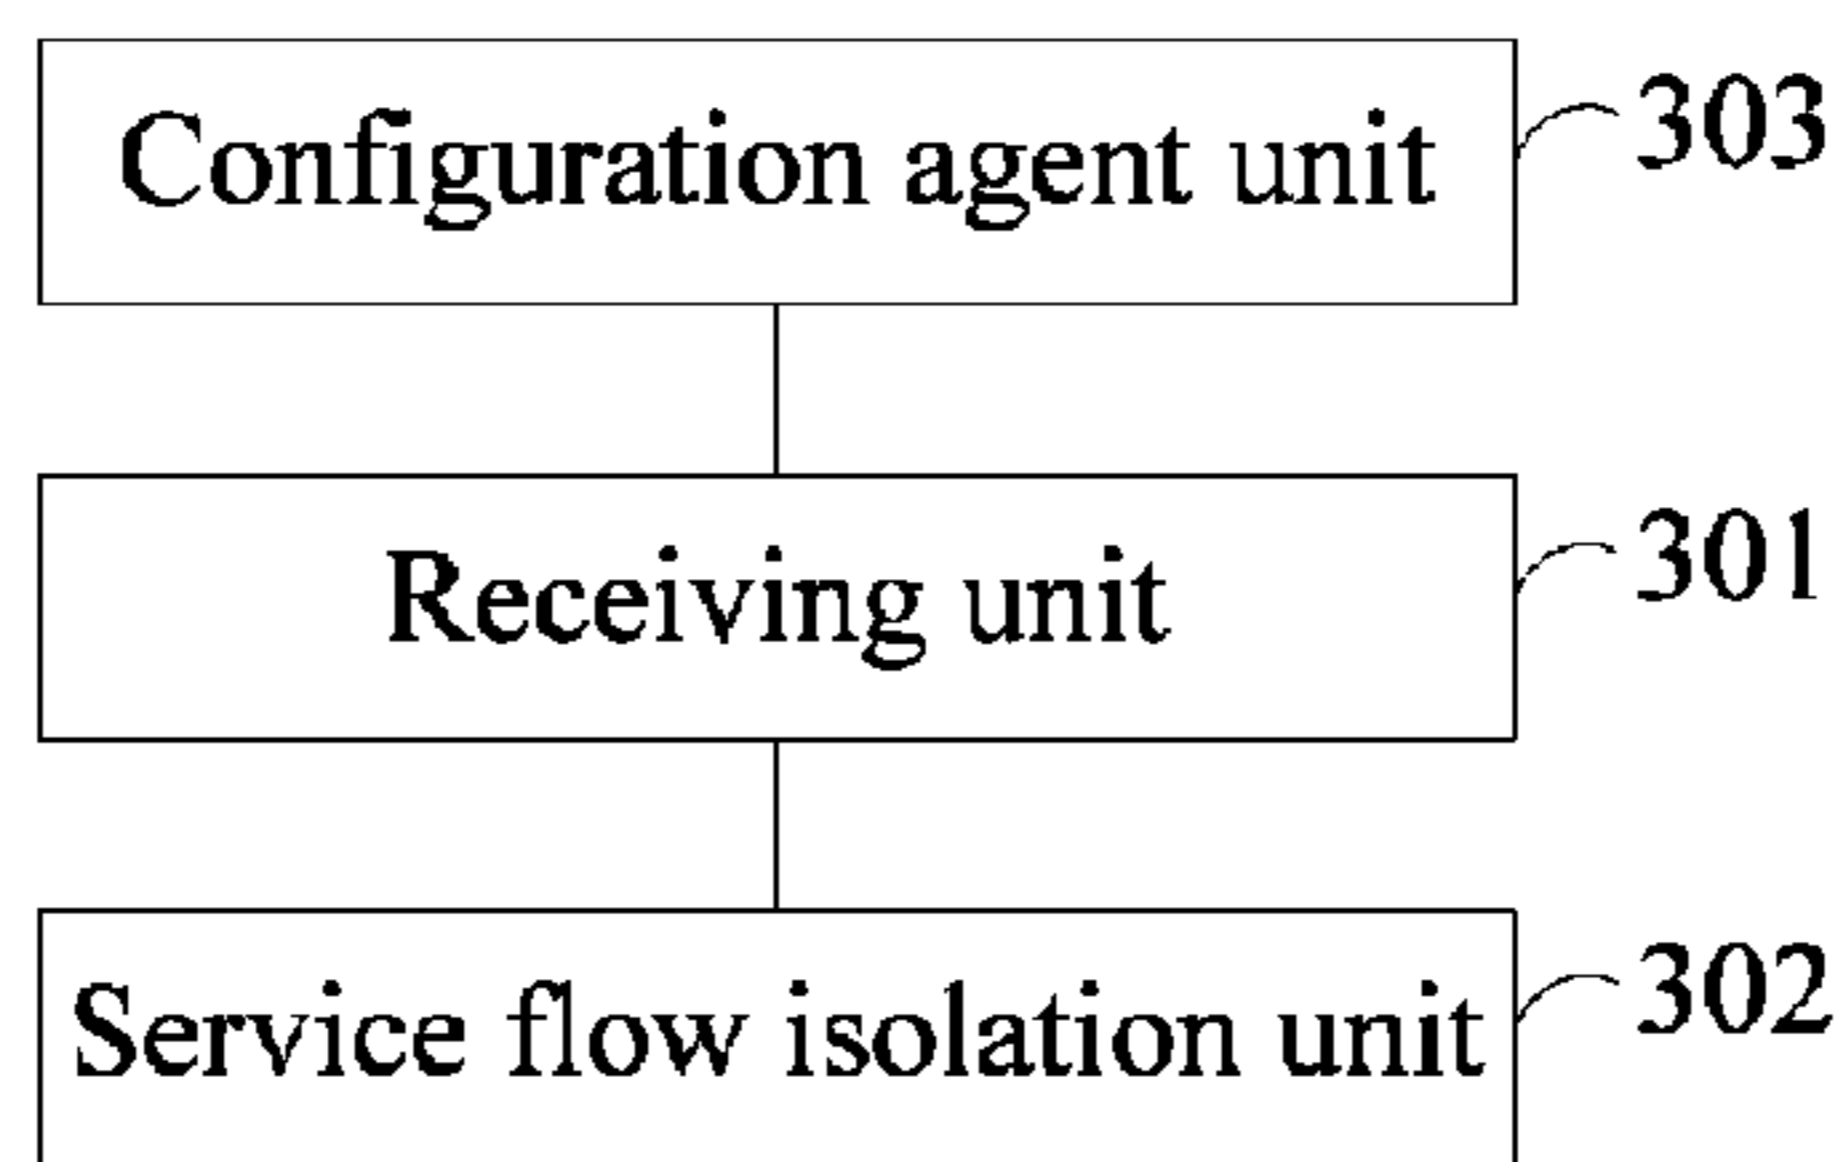 Configuration agent unit 303
Receiving unit 301
Service flow isolation unit 302